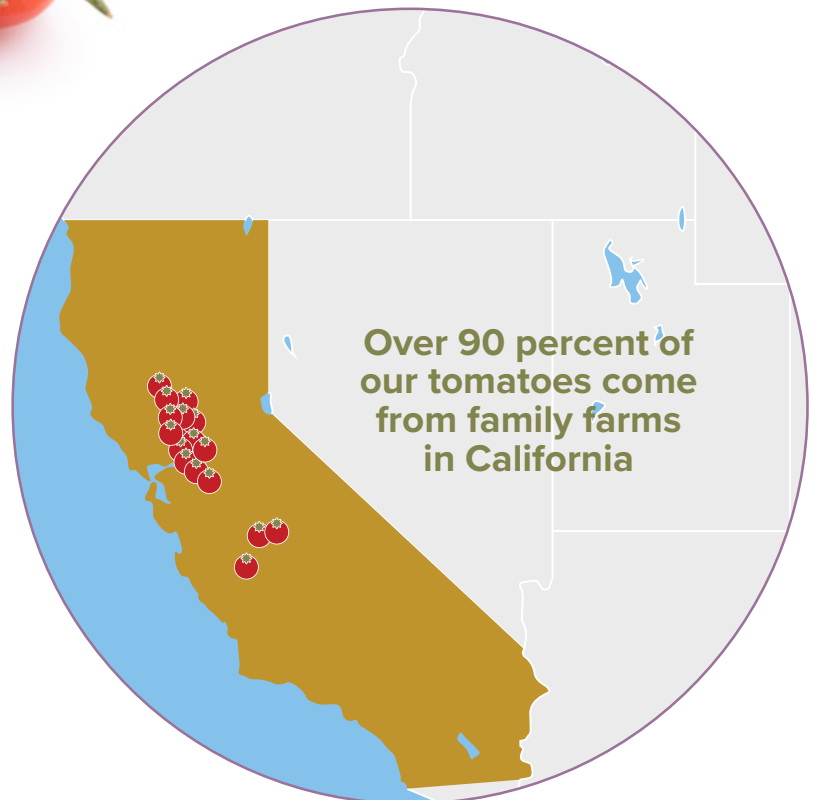 Over 90 percent of
our tomatoes come
from family farms
in California